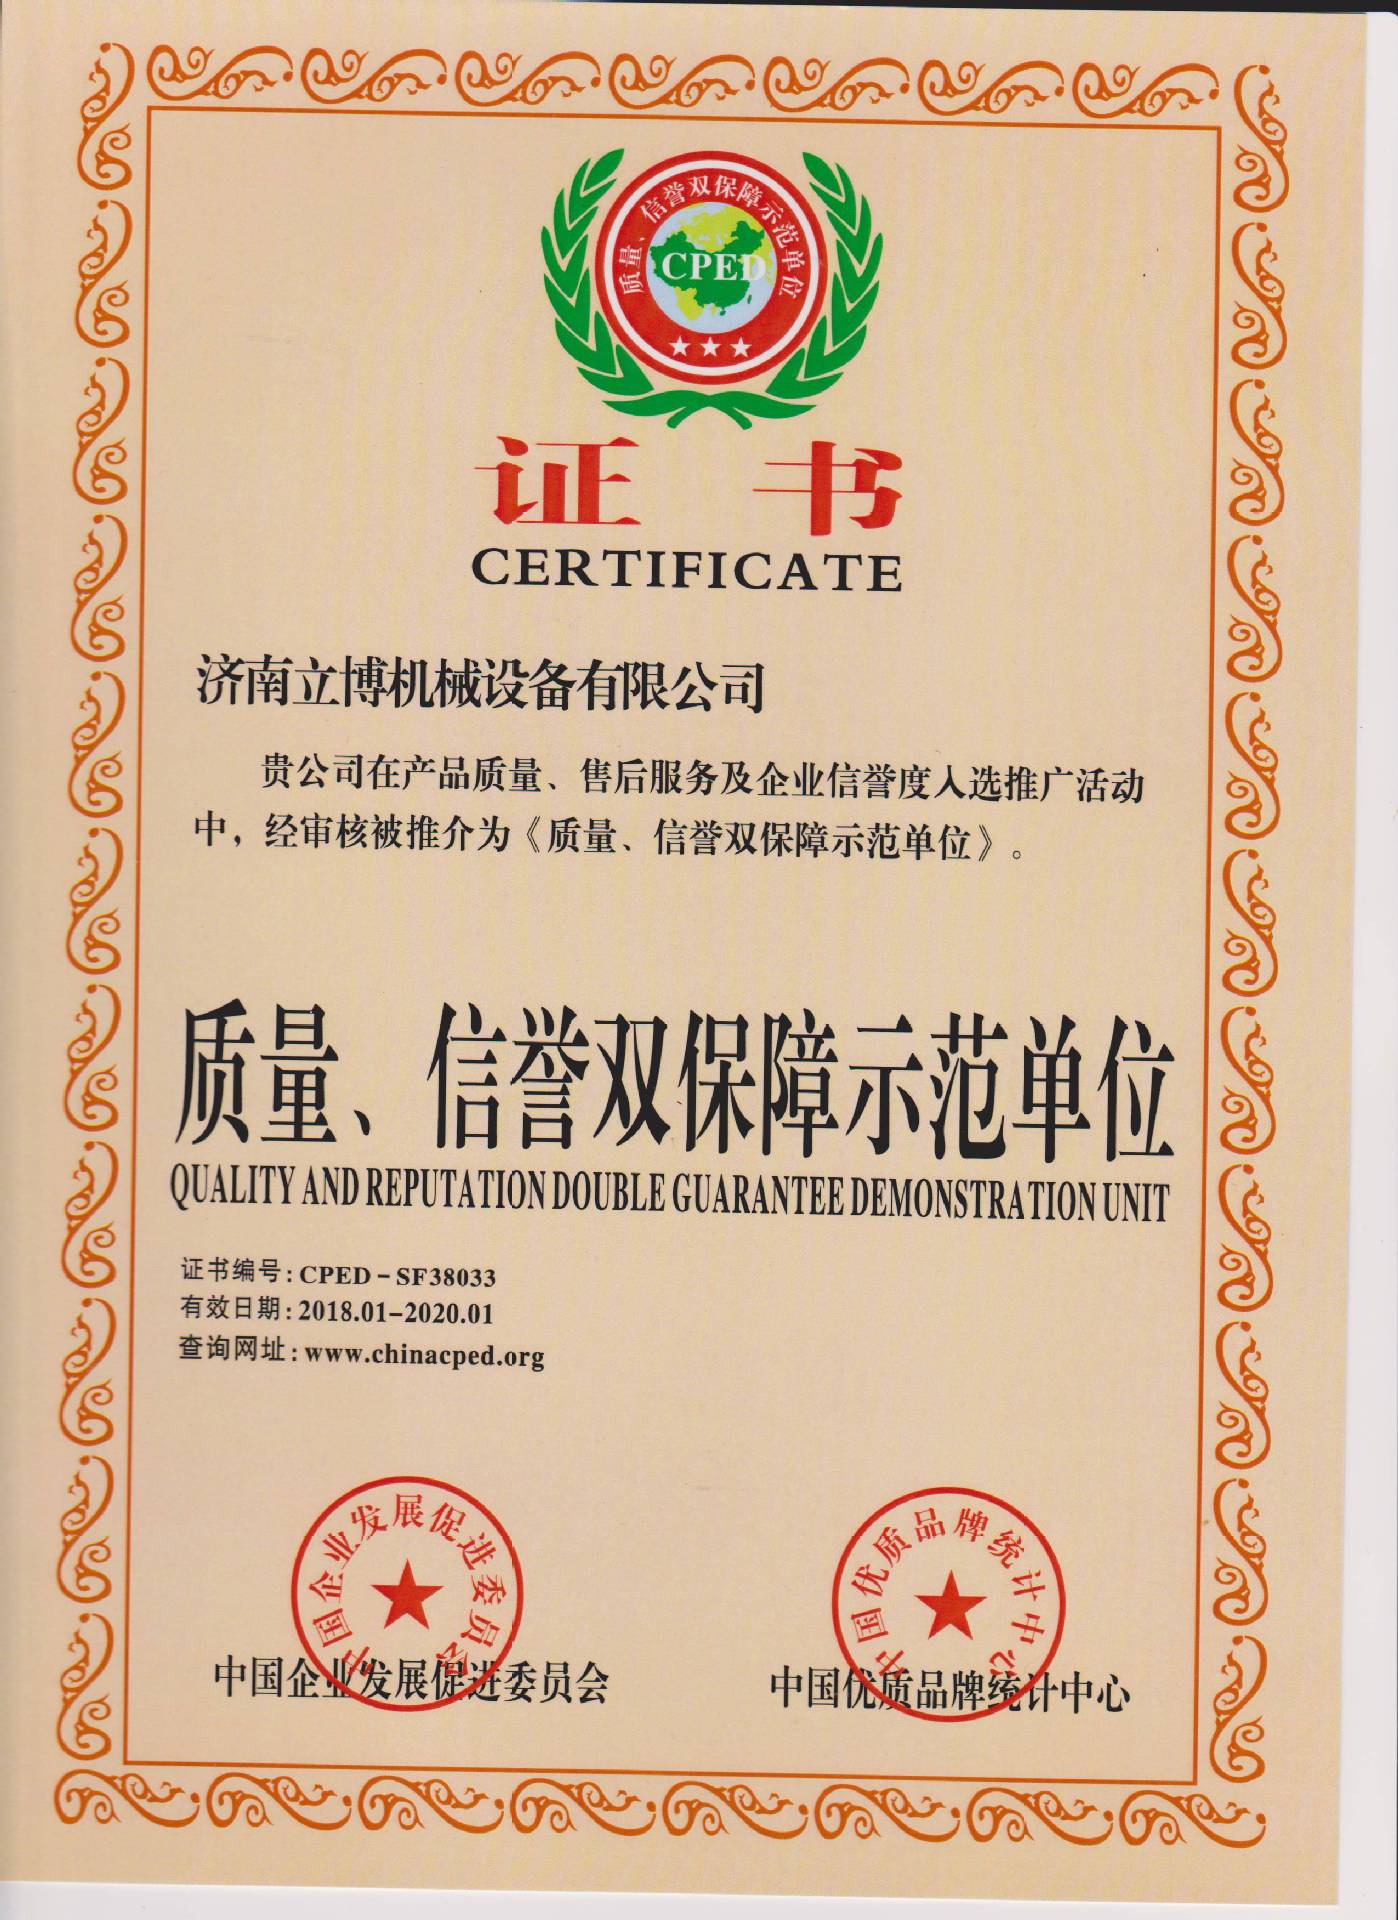 质量、信誉双保障示范单位
CPED
证书
CERTIFICATE
济南立博机械设备有限公司
贵公司在产品质量、售后服务及企业信誉度入选推广活动
中，经审核被推介为《质量、信誉双保障示范单位》。
质量、信誉双保障示范单位
QUALITY AND REPUTATION DOUBLE GUARANTEE DEMONSTRATION UNIT
证书编号:CPED-SF38033
有效日期:2018.01-2020.01
查询网址:www.chinacped.org
中国企业发展促进委员会
中国优质品牌统计中心
中国企业发展促进委员会
中国优质品牌统计中心